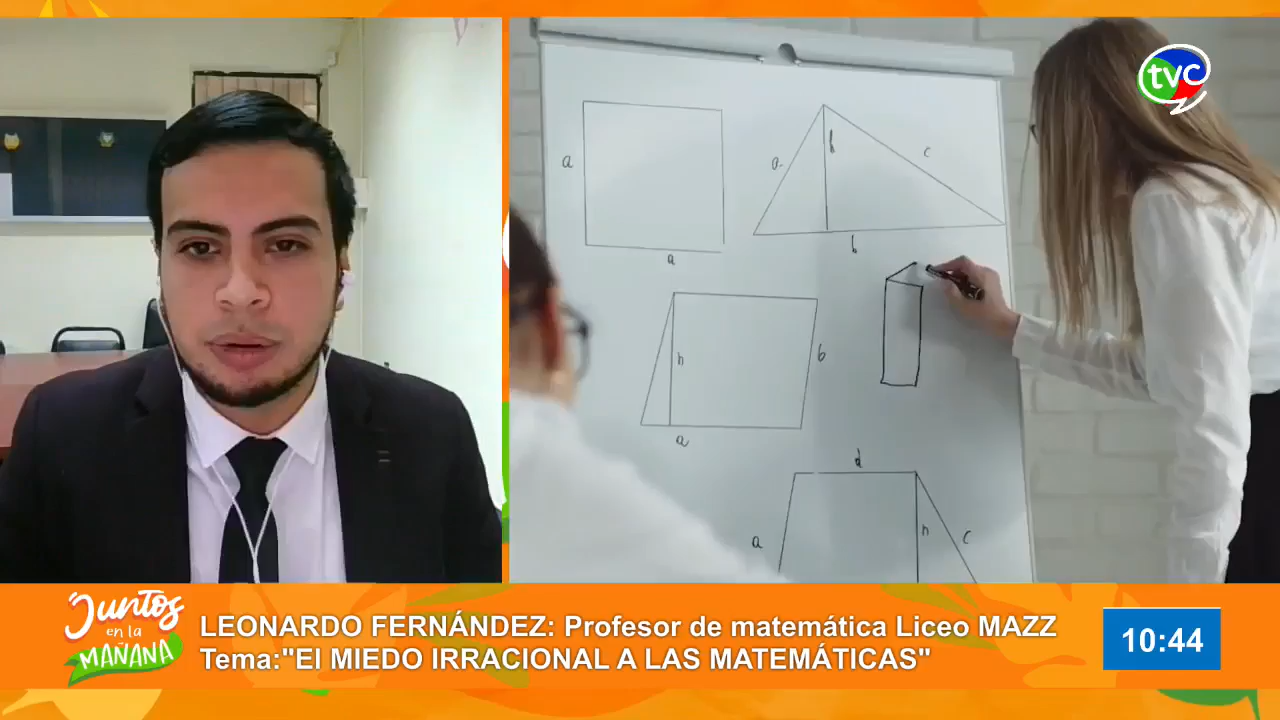 tvc
a
a
a
h
c
b
h
b
a
d
a
h
c
Juntos
en la
MAÑANA
LEONARDO FERNÁNDEZ: Profesor de matemática Liceo MAZZ
Tema:"El MIEDO IRRACIONAL A LAS MATEMÁTICAS"
10:44